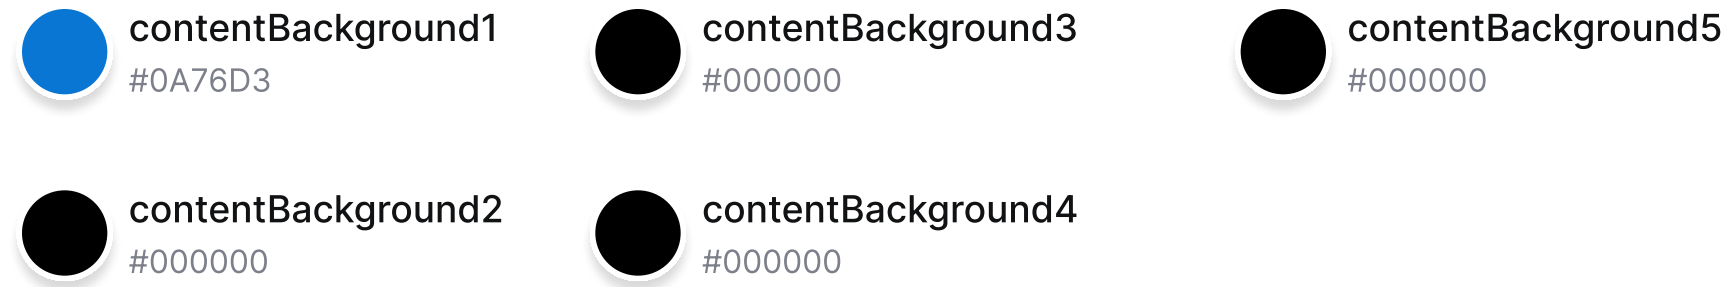 contentBackground1
#0A76D3
contentBackground2
#000000
contentBackground3
#000000
contentBackground4
#000000
contentBackground5
#000000